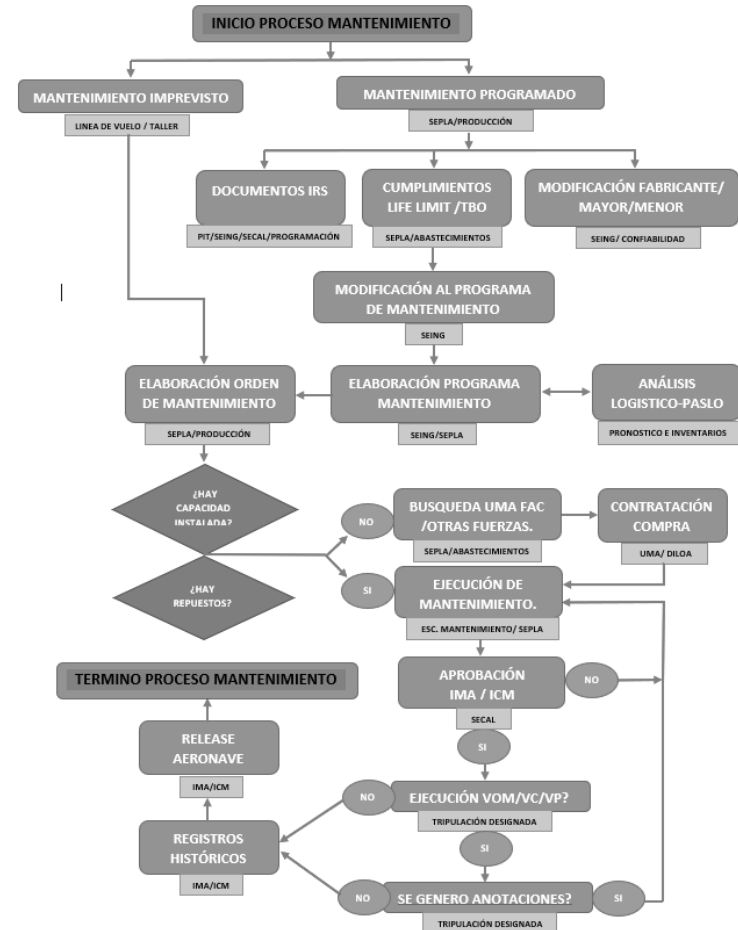 INICIO PROCESO MANTENIMIENTO
MANTENIMIENTO IMPREVISTO
LINEA DE VUELO / TALLER
MANTENIMIENTO PROGRAMADO
SEPLA/PRODUCCIÓN
DOCUMENTOS IRS
PIT/SEING/SECAL/PROGRAMACIÓN
CUMPLIMIENTOS
LIFE LIMIT /TBO
SEPLA/ABASTECIMIENTOS
MODIFICACIÓN FABRICANTE/
MAYOR/MENOR
SEING/ CONFIABILIDAD
MODIFICACIÓN AL PROGRAMA
DE MANTENIMIENTO
SEING
ELABORACIÓN ORDEN
DE MANTENIMIENTO
SEPLA/PRODUCCIÓN
ELABORACIÓN PROGRAMA
MANTENIMIENTO
SEING/SEPLA
ANÁLISIS
LOGISTICO-PASLO
PRONOSTICO E INVENTARIOS
¿HAY
CAPACIDAD
INSTALADA?
¿HAY
REPUESTOS?
NO
BUSQUEDA UMA FAC
/OTRAS FUERZAS.
SEPLA/ABASTECIMIENTOS
CONTRATACIÓN
COMPRA
UMA/ DILOA
SI
EJECUCIÓN DE
MANTENIMIENTO.
ESC. MANTENIMIENTO/ SEPLA
APROBACIÓN
IMA / ICM
SECAL
NO
SI
TERMINO PROCESO MANTENIMIENTO
RELEASE
AERONAVE
IMA/ICM
NO
EJECUCIÓN VOM/VC/VP?
TRIPULACIÓN DESIGNADA
REGISTROS
HISTÓRICOS
IMA/ICM
SI
NO
SE GENERO ANOTACIONES?
SI
TRIPULACIÓN DESIGNADA